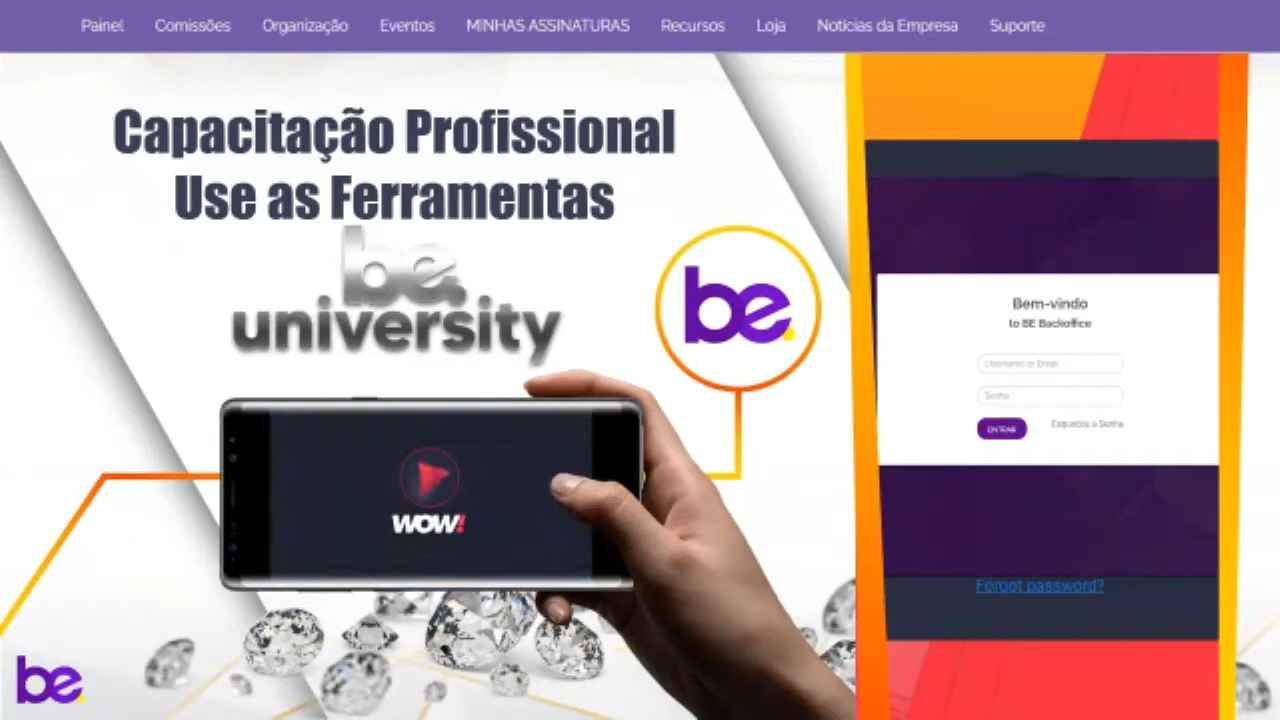 Painel Comissões Organização Eventos MINHAS ASSINATURAS Recursos Loja Notícias da Empresa Suporte
Capacitação Profissional
Use as Ferramentas
be.
university
be.
WOW!
Bem-vindo
to BE Backoffice
Username or Email
Senha
ENTRAR Esqueceu a Senha
Forgot password?
be.